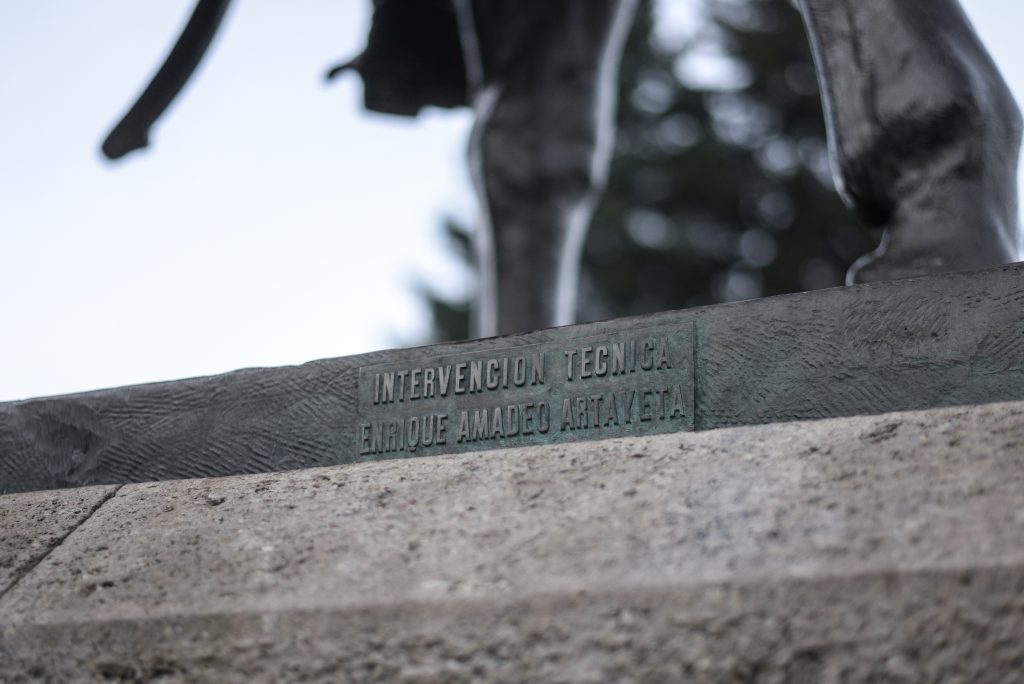 INTERVENCION TECNICA
ENRIQUE AMADEO ARTAYETA